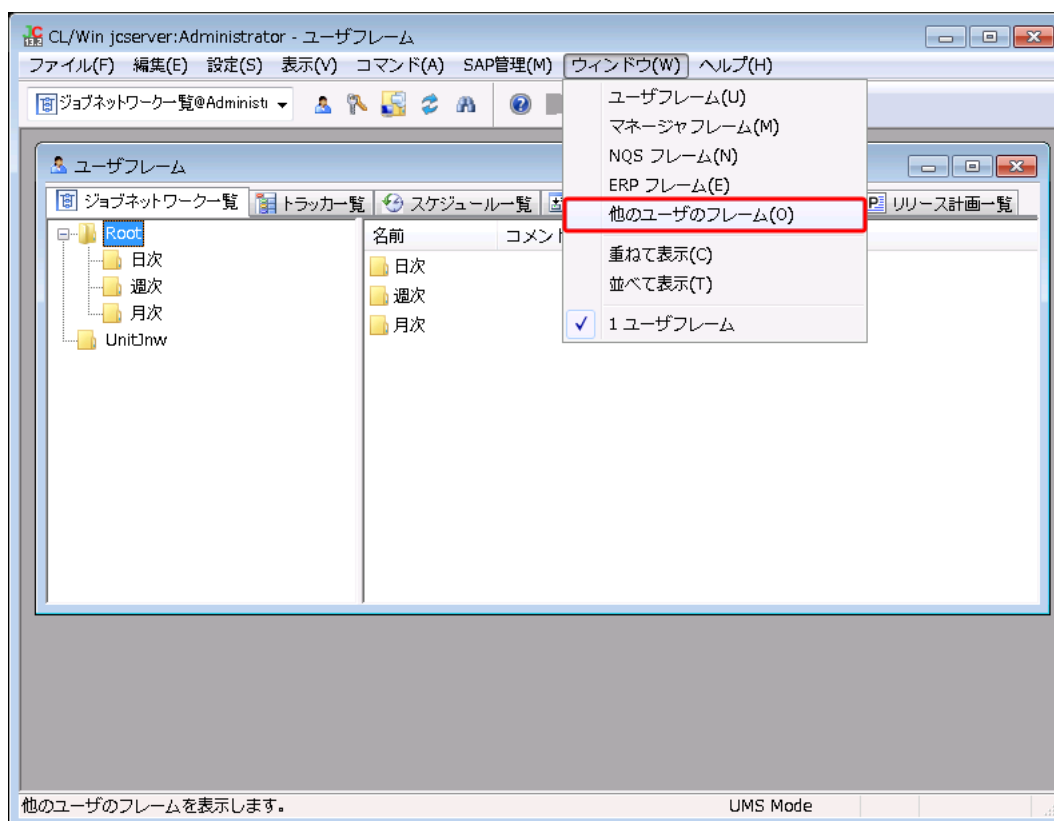 CL/Win jcserver:Administrator - ユーザフレーム
ファイル(F) 編集(E) 設定(S) 表示(V) コマンド(A) SAP管理(M) ウィンドウ(W) ヘルプ(H)
ジョブネットワーク一覧@Administr
ユーザフレーム(U)
マネージャフレーム(M)
NQS フレーム(N)
ERP フレーム(E)
他のユーザのフレーム(O)
重ねて表示(C)
並べて表示(T)
1 ユーザフレーム
ユーザフレーム
ジョブネットワーク一覧 トラッカー覧 スケジュール一覧 リリース計画一覧
Root
日次
週次
月次
UnitJnw
名前 コメント
日次
週次
月次
他のユーザのフレームを表示します。 UMS Mode